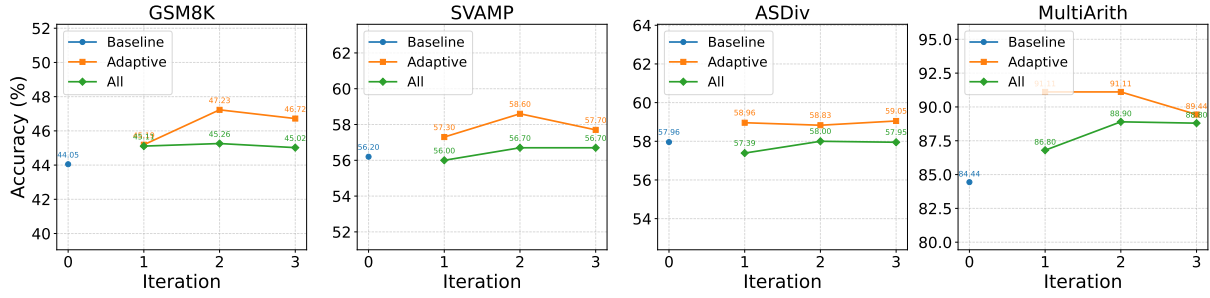 GSM8K
Accuracy (%)
52
50
48
46
44
42
40
Baseline
Adaptive
All
44.05
45.11
47.23
45.26
46.72
45.02
0 1 2 3
Iteration
SVAMP
62
60
58
56
54
52
Baseline
Adaptive
All
56.20
57.30
56.00
58.60
56.70
57.70
56.70
0 1 2 3
Iteration
ASDiv
64
62
60
58
56
54
Baseline
Adaptive
All
57.96
58.96
57.39
58.83
58.00
59.05
57.95
0 1 2 3
Iteration
MultiArith
95.0
92.5
90.0
87.5
85.0
82.5
80.0
Baseline
Adaptive
All
84.44
86.80
91.11
88.90
89.44
88.80
0 1 2 3
Iteration